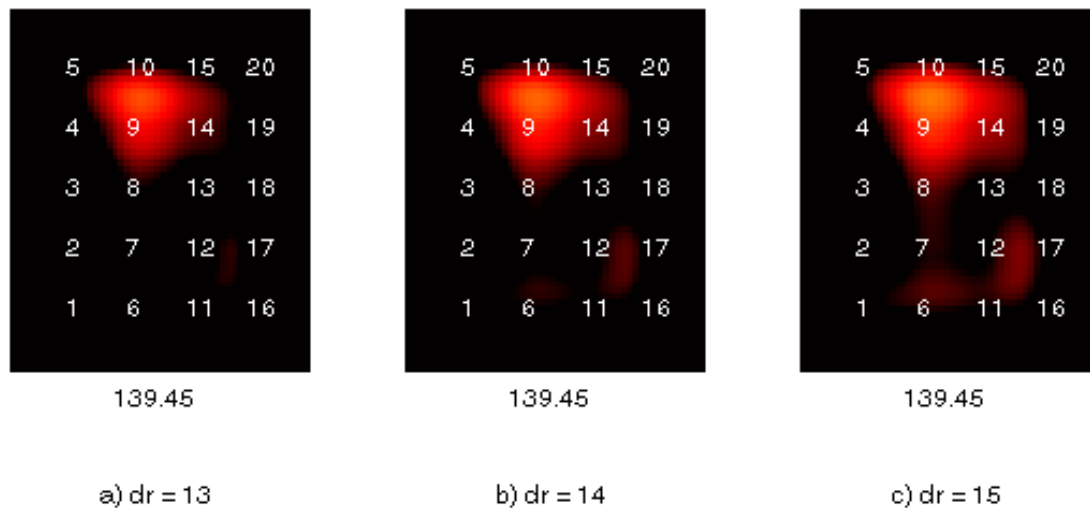 5 10 15 20 5 10 15 20 5 10 15 20
4 9 14 19 4 9 14 19 4 9 14 19
3 8 13 18 3 8 13 18 3 8 13 18
2 7 12 17 2 7 12 17 2 7 12 17
1 6 11 16 1 6 11 16 1 6 11 16
139.45 139.45 139.45
a) dr = 13 b) dr = 14 c) dr = 15